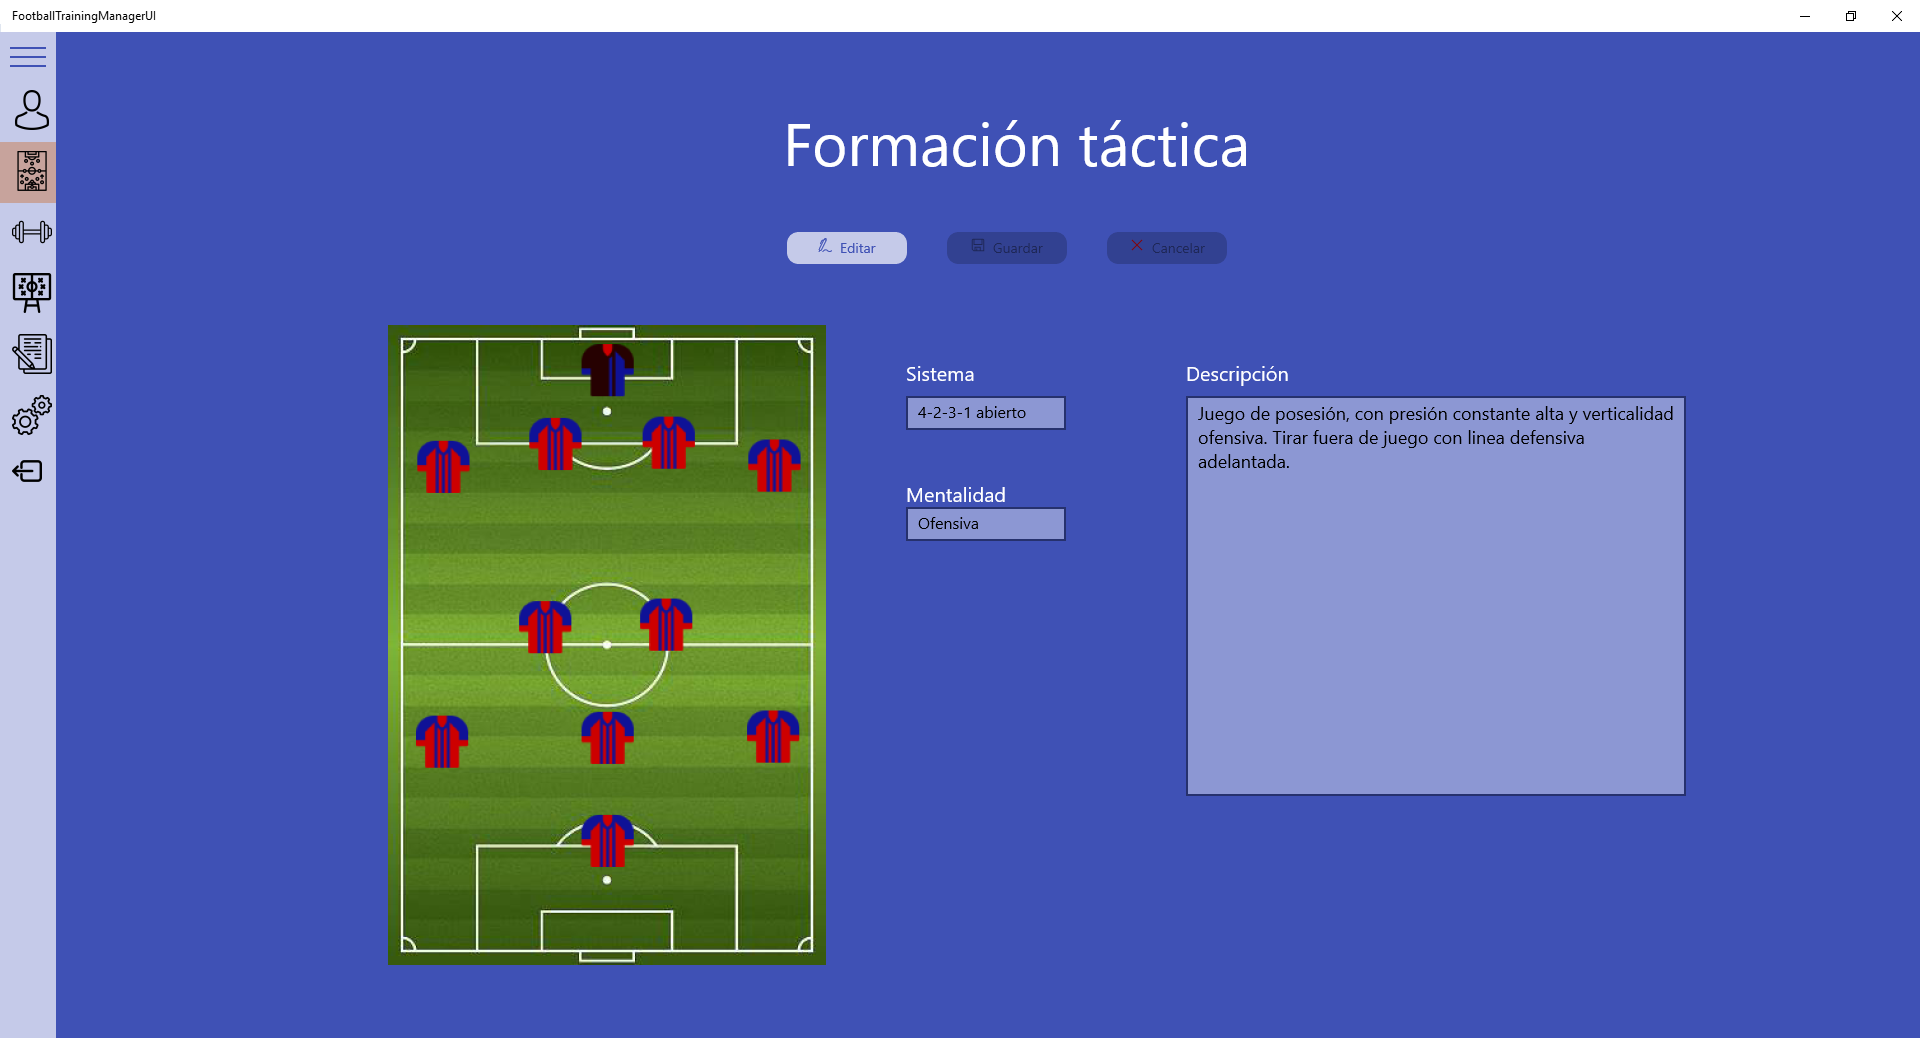 FootballTrainingManagerUI
Formación táctica
Editar
Guardar
Cancelar
Sistema
4-2-3-1 abierto
Mentalidad
Ofensiva
Descripción
Juego de posesión, con presión constante alta y verticalidad
ofensiva. Tirar fuera de juego con linea defensiva
adelantada.